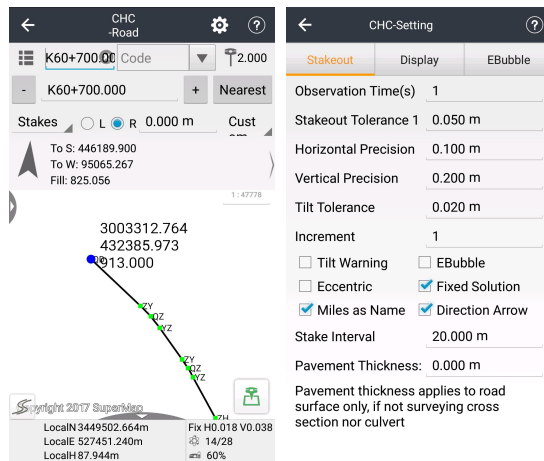 CHC
-Road
K60+700.00
Code
2.000
-
K60+700.000
+
Nearest
Stakes
L
R
0.000 m
Cust
To S: 446189.900
To W: 95065.267
Fill: 825.056
1 : 47778
3003312.764
432385.973
913.000
ZY
QZ
YZ
ZY
QZ
YZ
ZH
Copyright 2017 SuperMap
LocalN 3449502.664m
Fix H0.018 V0.038
LocalE 527451.240m
14/28
LocalH 87.944m
60%
CHC-Setting
Stakeout
Display
EBubble
Observation Time(s) 1
Stakeout Tolerance 1 0.050 m
Horizontal Precision 0.100 m
Vertical Precision 0.200 m
Tilt Tolerance 0.020 m
Increment 1
Tilt Warning
EBubble
Eccentric
Fixed Solution
Miles as Name
Direction Arrow
Stake Interval 20.000 m
Pavement Thickness: 0.000 m
Pavement thickness applies to road
surface only, if not surveying cross
section nor culvert